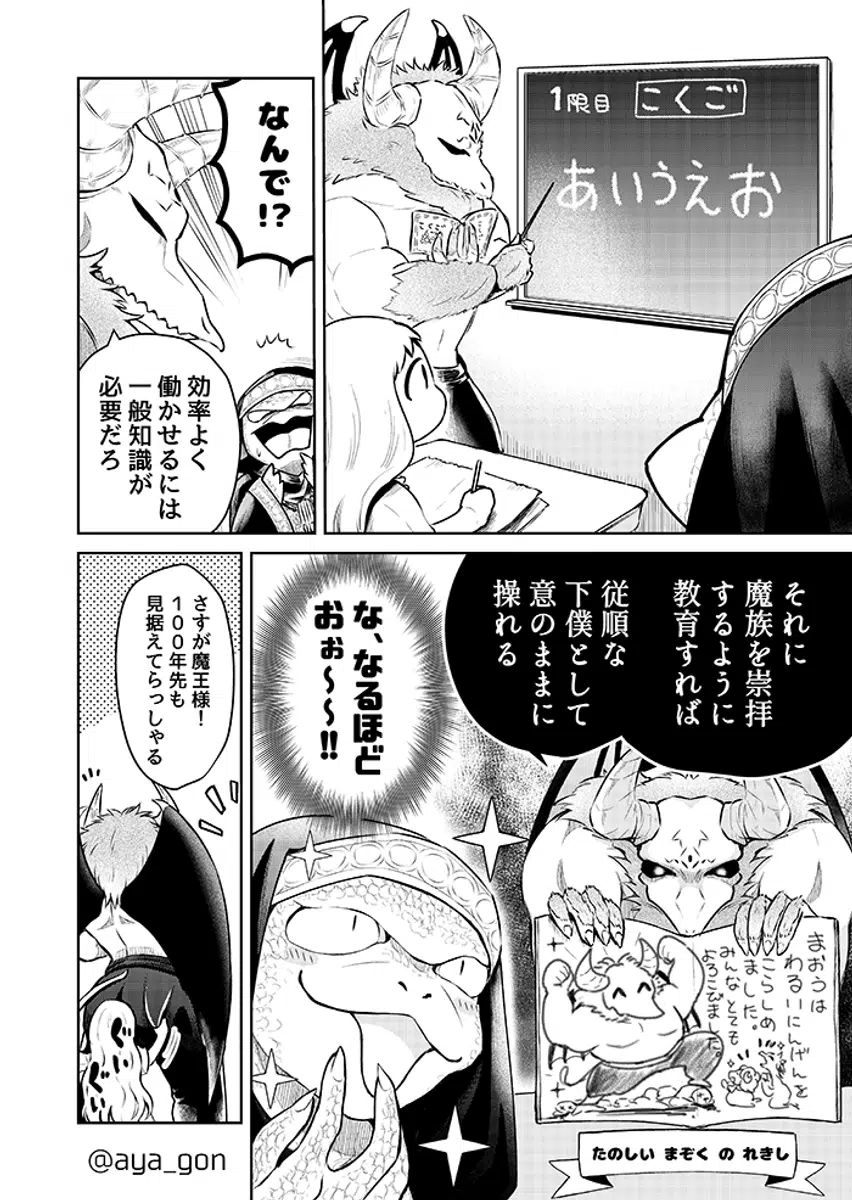 1限目 こくご
あいうえお
なんで!?
効率よく
働かせるには
一般知識が
必要だろ
それに
魔族を崇拝
するように
教育すれば
従順な
下僕として
意のままに
操れる
まおうは
わるいにんげんを
こらしめ
ました。
みんな とても
よろこびました。
たのしい まぞく の れきし
な、なるほど
おぉ〜〜!!
さすが魔王様!
100年先も
見据えてらっしゃる
@aya_gon